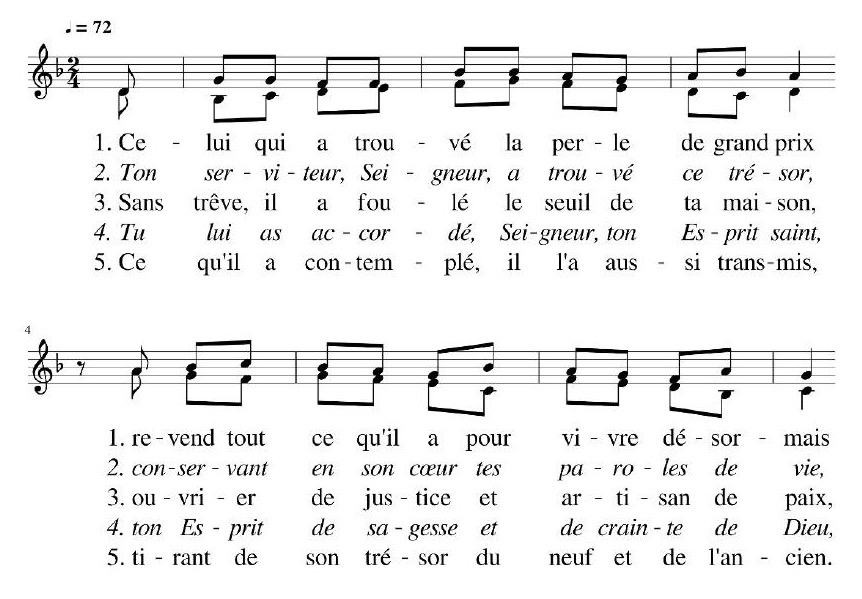 ♩ = 72
2
4
1. Ce - lui qui a trou - vé la per - le de grand prix
2. Ton ser - vi - teur, Sei - gneur, a trou - vé ce tré - sor,
3. Sans trêve, il a fou - lé le seuil de ta mai - son,
4. Tu lui as ac - cor - dé, Sei - gneur, ton Es - prit saint,
5. Ce qu'il a con - tem - plé, il l'a aus - si trans - mis,
4
1. re - vend tout ce qu'il a pour vi - vre dé - sor - mais
2. con - ser - vant en son cœur tes pa - ro - les de vie,
3. ou - vri - er de jus - tice et ar - ti - san de paix,
4. ton Es - prit de sa - gesse et de crain - te de Dieu,
5. ti - rant de son tré - sor du neuf et de l'an - cien.